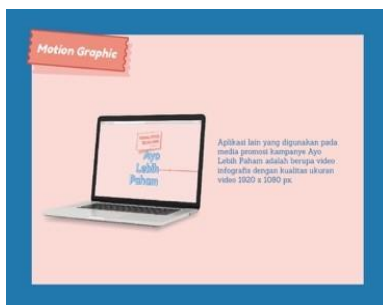 Motion Graphic
Ayo
Lebih
Paham
Aplikasi lain yang digunakan pada
media promosi kampanye Ayo
Lebih Paham adalah berupa video
infografis dengan kualitas ukuran
video 1920 x 1080 px.